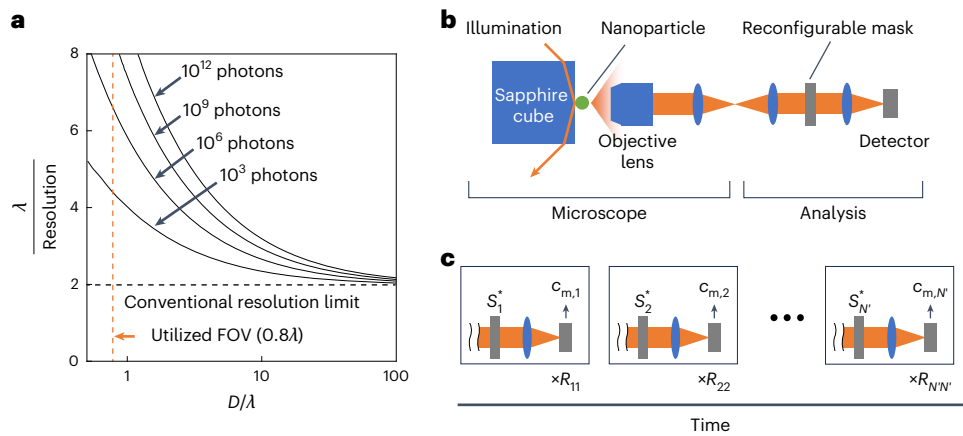 a
λ
Resolution
8
6
4
2
0
10¹² photons
10⁹ photons
10⁶ photons
10³ photons
Conventional resolution limit
Utilized FOV (0.8λ)
1
10
100
D/λ
b
Illumination
Nanoparticle
Reconfigurable mask
Sapphire
cube
Objective
lens
Detector
Microscope
Analysis
c
S₁*
c_m,1
×R₁₁
S₂*
c_m,2
×R₂₂
•••
S_N′*
c_m,N′
×R_N′N′
Time